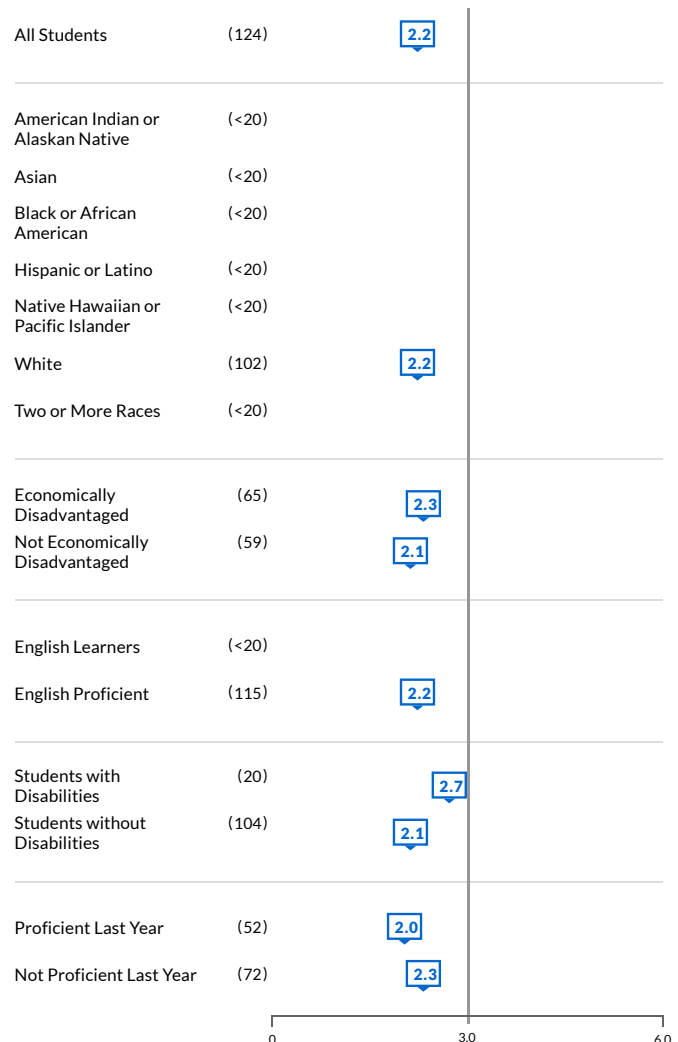 All Students (124) 2.2
American Indian or (<20)
Alaskan Native
Asian (<20)
Black or African (<20)
American
Hispanic or Latino (<20)
Native Hawaiian or (<20)
Pacific Islander
White (102) 2.2
Two or More Races (<20)
Economically (65) 2.3
Disadvantaged
Not Economically (59) 2.1
Disadvantaged
English Learners (<20)
English Proficient (115) 2.2
Students with (20) 2.7
Disabilities
Students without (104) 2.1
Disabilities
Proficient Last Year (52) 2.0
Not Proficient Last Year (72) 2.3
0 3.0 6.0